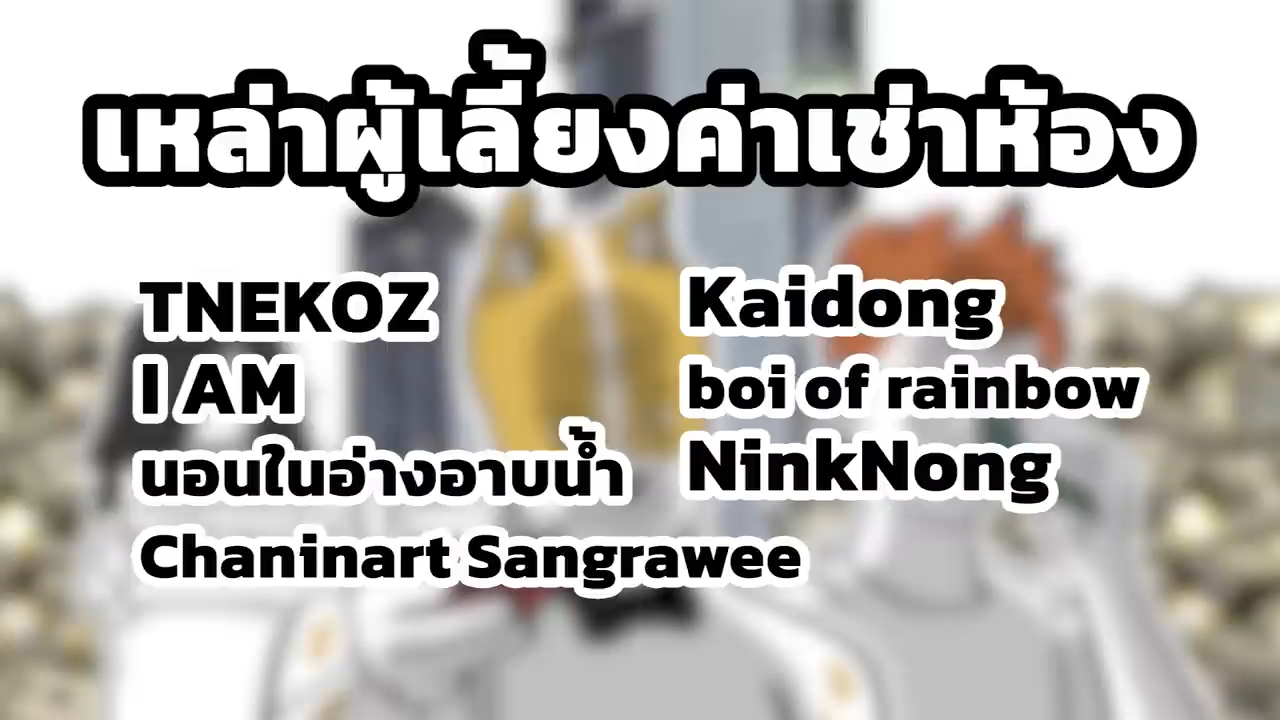 เหล่าผู้เลี้ยงค่าเช่าห้อง
TNEKOZ
I AM
นอนในอ่างอาบน้ำ
Chaninart Sangrawee
Kaidong
boi of rainbow
NinkNong